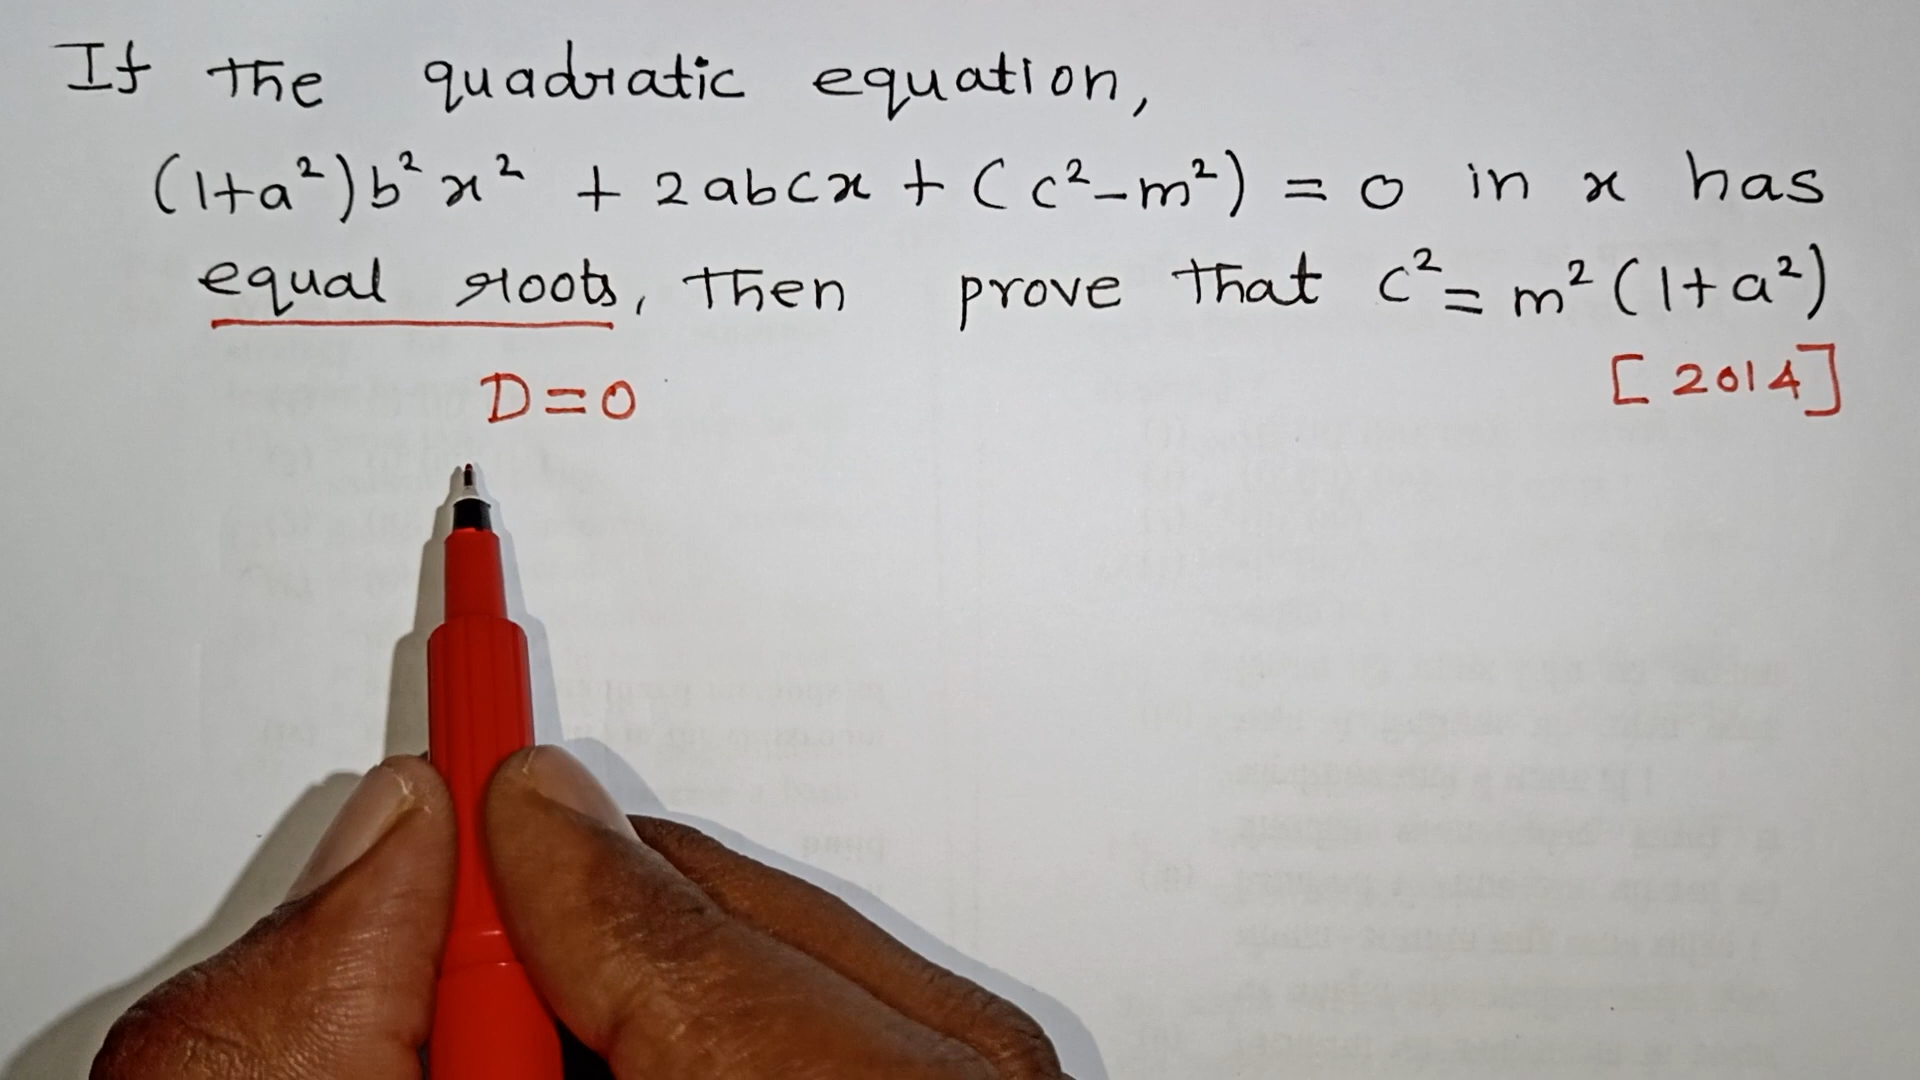 If the quadratic equation,
(1+a²)b²x² + 2abcx + (c²-m²) = 0 in x has
equal roots, then prove that c² = m²(1+a²)
D=0
[2014]